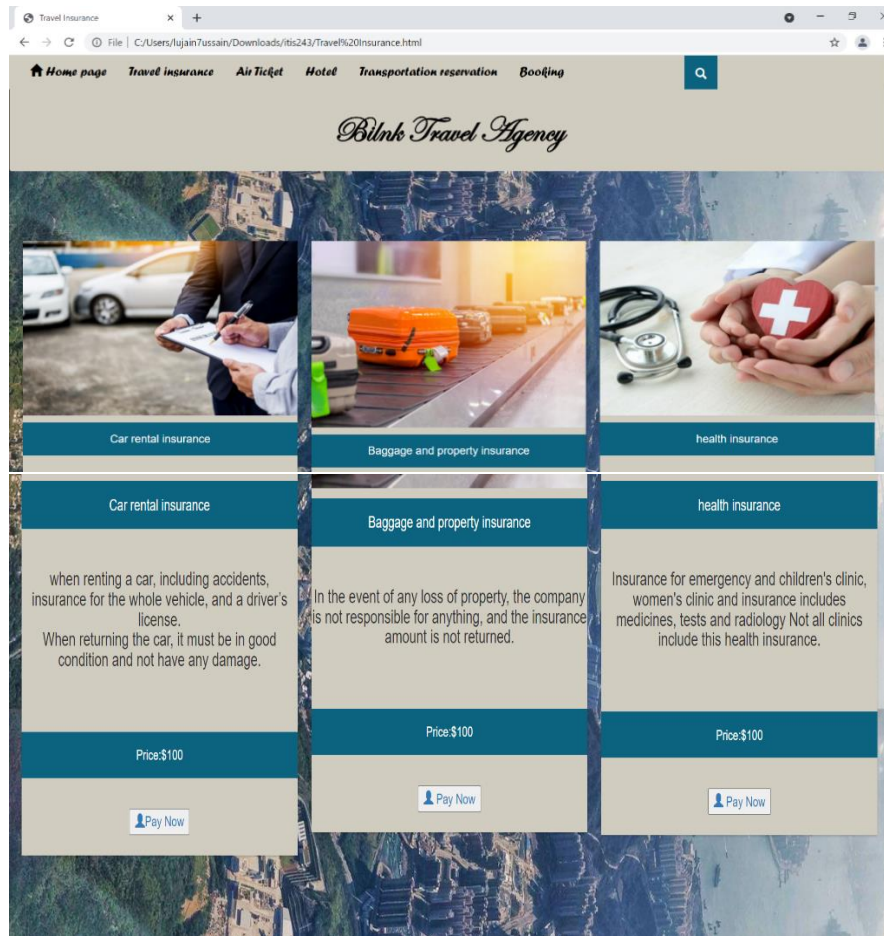 Travel Insurance
File | C:/Users/lujain7ussain/Downloads/itis243/Travel%20Insurance.html
Home page Travel insurance Air Ticket Hotel Transportation reservation Booking
Bilnk Travel Agency
Car rental insurance
Baggage and property insurance
health insurance
Car rental insurance
when renting a car, including accidents,
insurance for the whole vehicle, and a driver's
license.
When returning the car, it must be in good
condition and not have any damage.
Price:$100
Pay Now
Baggage and property insurance
In the event of any loss of property, the company
is not responsible for anything, and the insurance
amount is not returned.
Price:$100
Pay Now
health insurance
Insurance for emergency and children's clinic,
women's clinic and insurance includes
medicines, tests and radiology Not all clinics
include this health insurance.
Price:$100
Pay Now